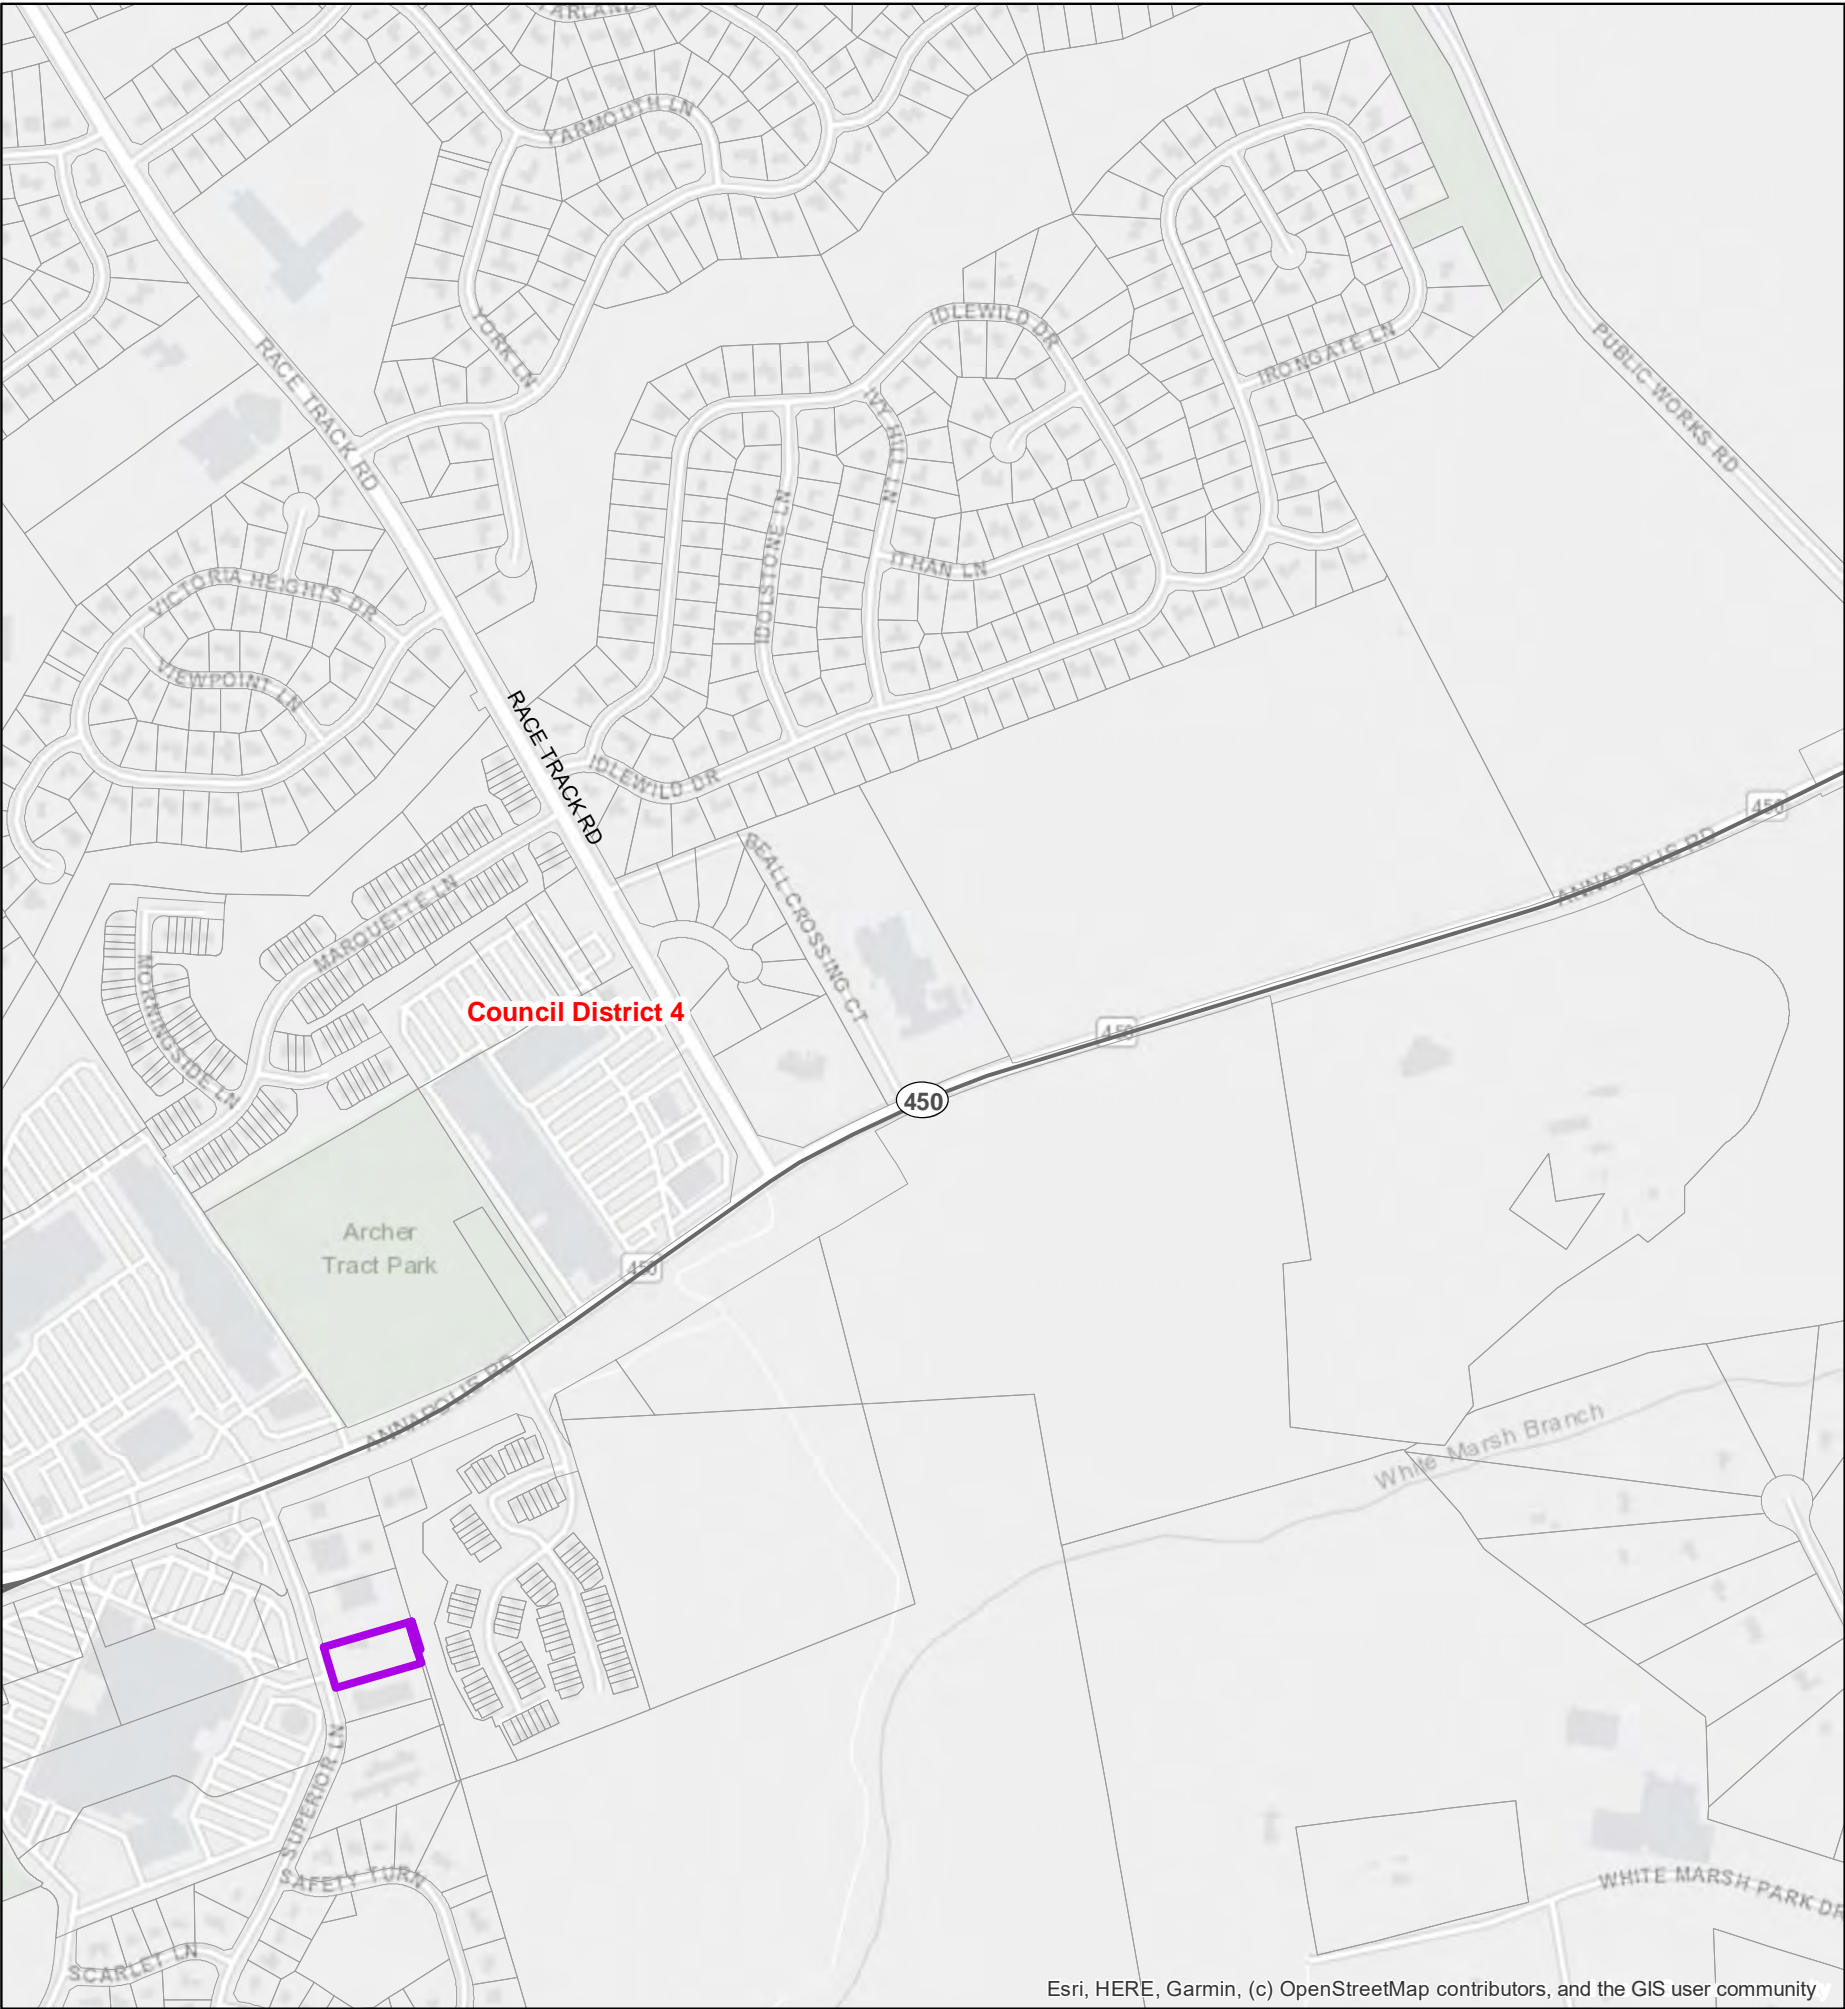 YARMOUTH LN
YORK LN
RACE TRACK RD
IDLEWILD DR
IRONGATE LN
PUBLIC WORKS RD
IVY HILL LN
IDOLSTONE LN
ITHAN LN
VICTORIA HEIGHTS DR
VIEWPOINT LN
RACE TRACK RD
IDLEWILD DR
450
ANNAPOLIS RD
BEALL CROSSING CT
MARQUETTE LN
MORNINGSIDE LN
Council District 4
450
450
Archer
Tract Park
450
ANNAPOLIS RD
White Marsh Branch
SUPERIOR LN
SAFETY TURN
SCARLET LN
WHITE MARSH PARK DR
Esri, HERE, Garmin, (c) OpenStreetMap contributors, and the GIS user community